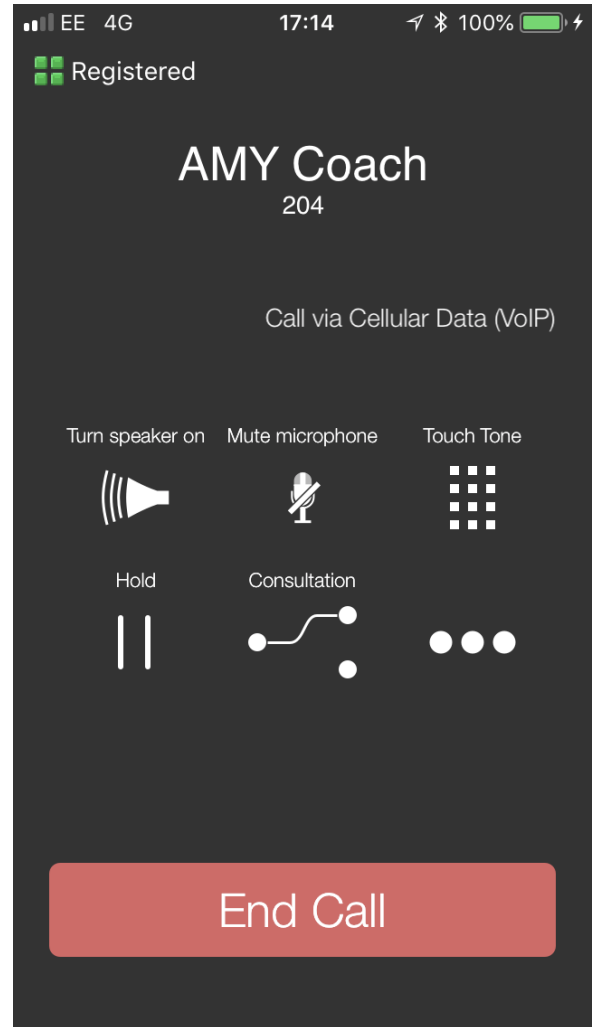 EE 4G 17:14 100%
Registered
AMY Coach
204
Call via Cellular Data (VoIP)
Turn speaker on Mute microphone Touch Tone
Hold Consultation
End Call